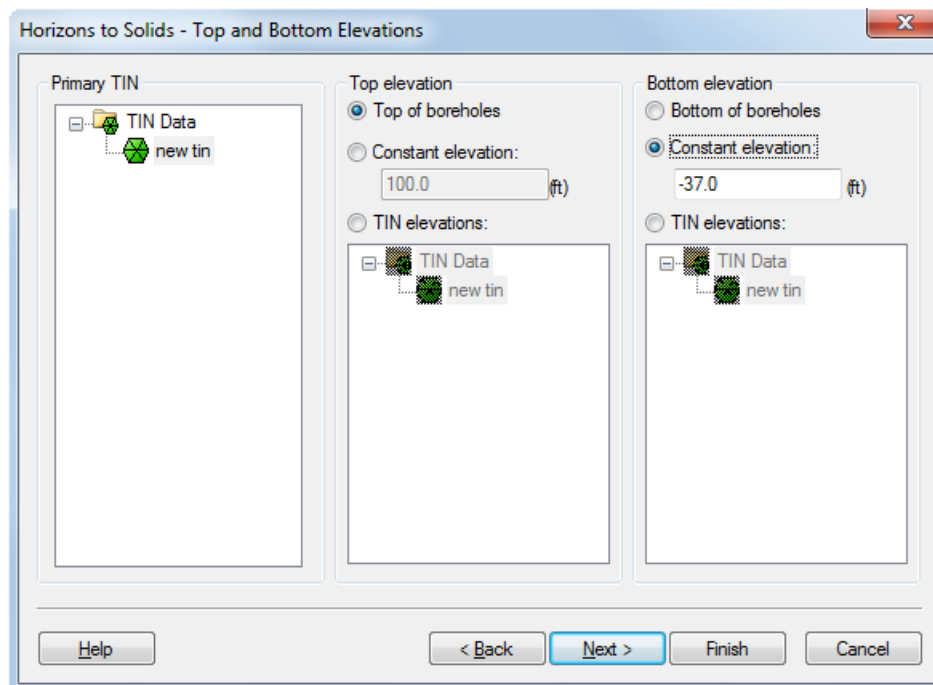 Horizons to Solids - Top and Bottom Elevations
Primary TIN
TIN Data
new tin
Top elevation
Top of boreholes
Constant elevation:
100.0 (ft)
TIN elevations:
TIN Data
new tin
Bottom elevation
Bottom of boreholes
Constant elevation:
-37.0 (ft)
TIN elevations:
TIN Data
new tin
Help
< Back
Next >
Finish
Cancel